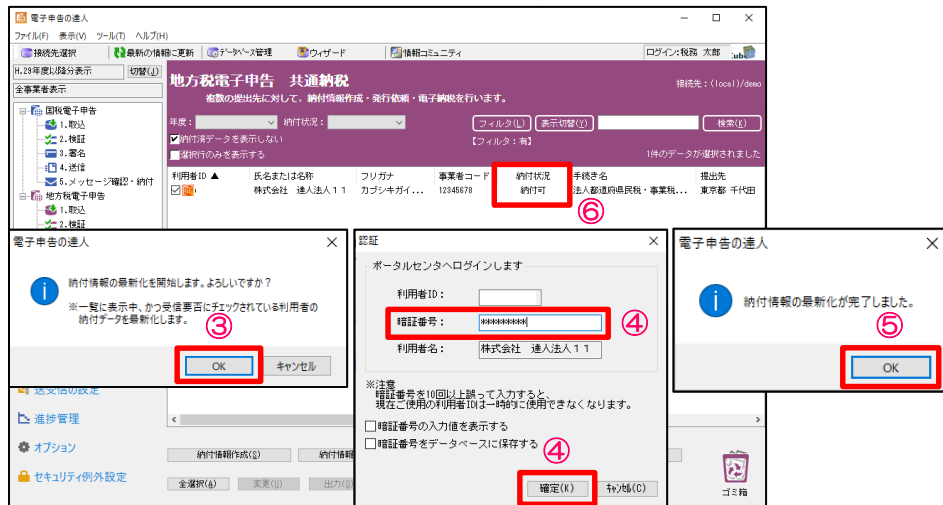 電子申告の達人
ファイル(F) 表示(V) ツール(T) ヘルプ(H)
接続先選択 最新の情報に更新 データベース管理 ウィザード 情報コミュニティ ログイン:税務 太郎
H.29年度以降分表示 切替(J)
全事業者表示
国税電子申告
1.取込
2.検証
3.署名
4.送信
5.メッセージ確認・納付
地方税電子申告
1.取込
2.検証
地方税電子申告 共通納税
接続先:(local)/demo
複数の提出先に対して、納付情報作成・発行依頼・電子納税を行います。
年度: 納付状況: フィルタ(L) 表示切替(Y) 検索(K)
納付済データを表示しない 【フィルタ:有】
選択行のみを表示する 1件のデータが選択されました
利用者ID ▲ 氏名または名称 フリガナ 事業者コード 納付状況 手続き名 提出先
株式会社 達人法人11 カブシキガイ... 12345678 納付可 法人都道府県民税・事業税... 東京都 千代田
⑥
電子申告の達人
納付情報の最新化を開始します。よろしいですか?
※一覧に表示中、かつ受信要否にチェックされている利用者の
納付データを最新化します。
③
OK キャンセル
認証
ポータルセンタへログインします
利用者ID:
暗証番号: *********
④
利用者名: 株式会社 達人法人11
※注意
暗証番号を10回以上誤って入力すると、
現在ご使用の利用者IDは一時的に使用できなくなります。
暗証番号の入力値を表示する
暗証番号をデータベースに保存する
④
確定(K) キャンセル(C)
電子申告の達人
納付情報の最新化が完了しました。
⑤
OK
送受信の設定
進捗管理
オプション
セキュリティ例外設定
納付情報作成(S) 納付情報
全選択(A) 変更(U) 出力(O)
ゴミ箱